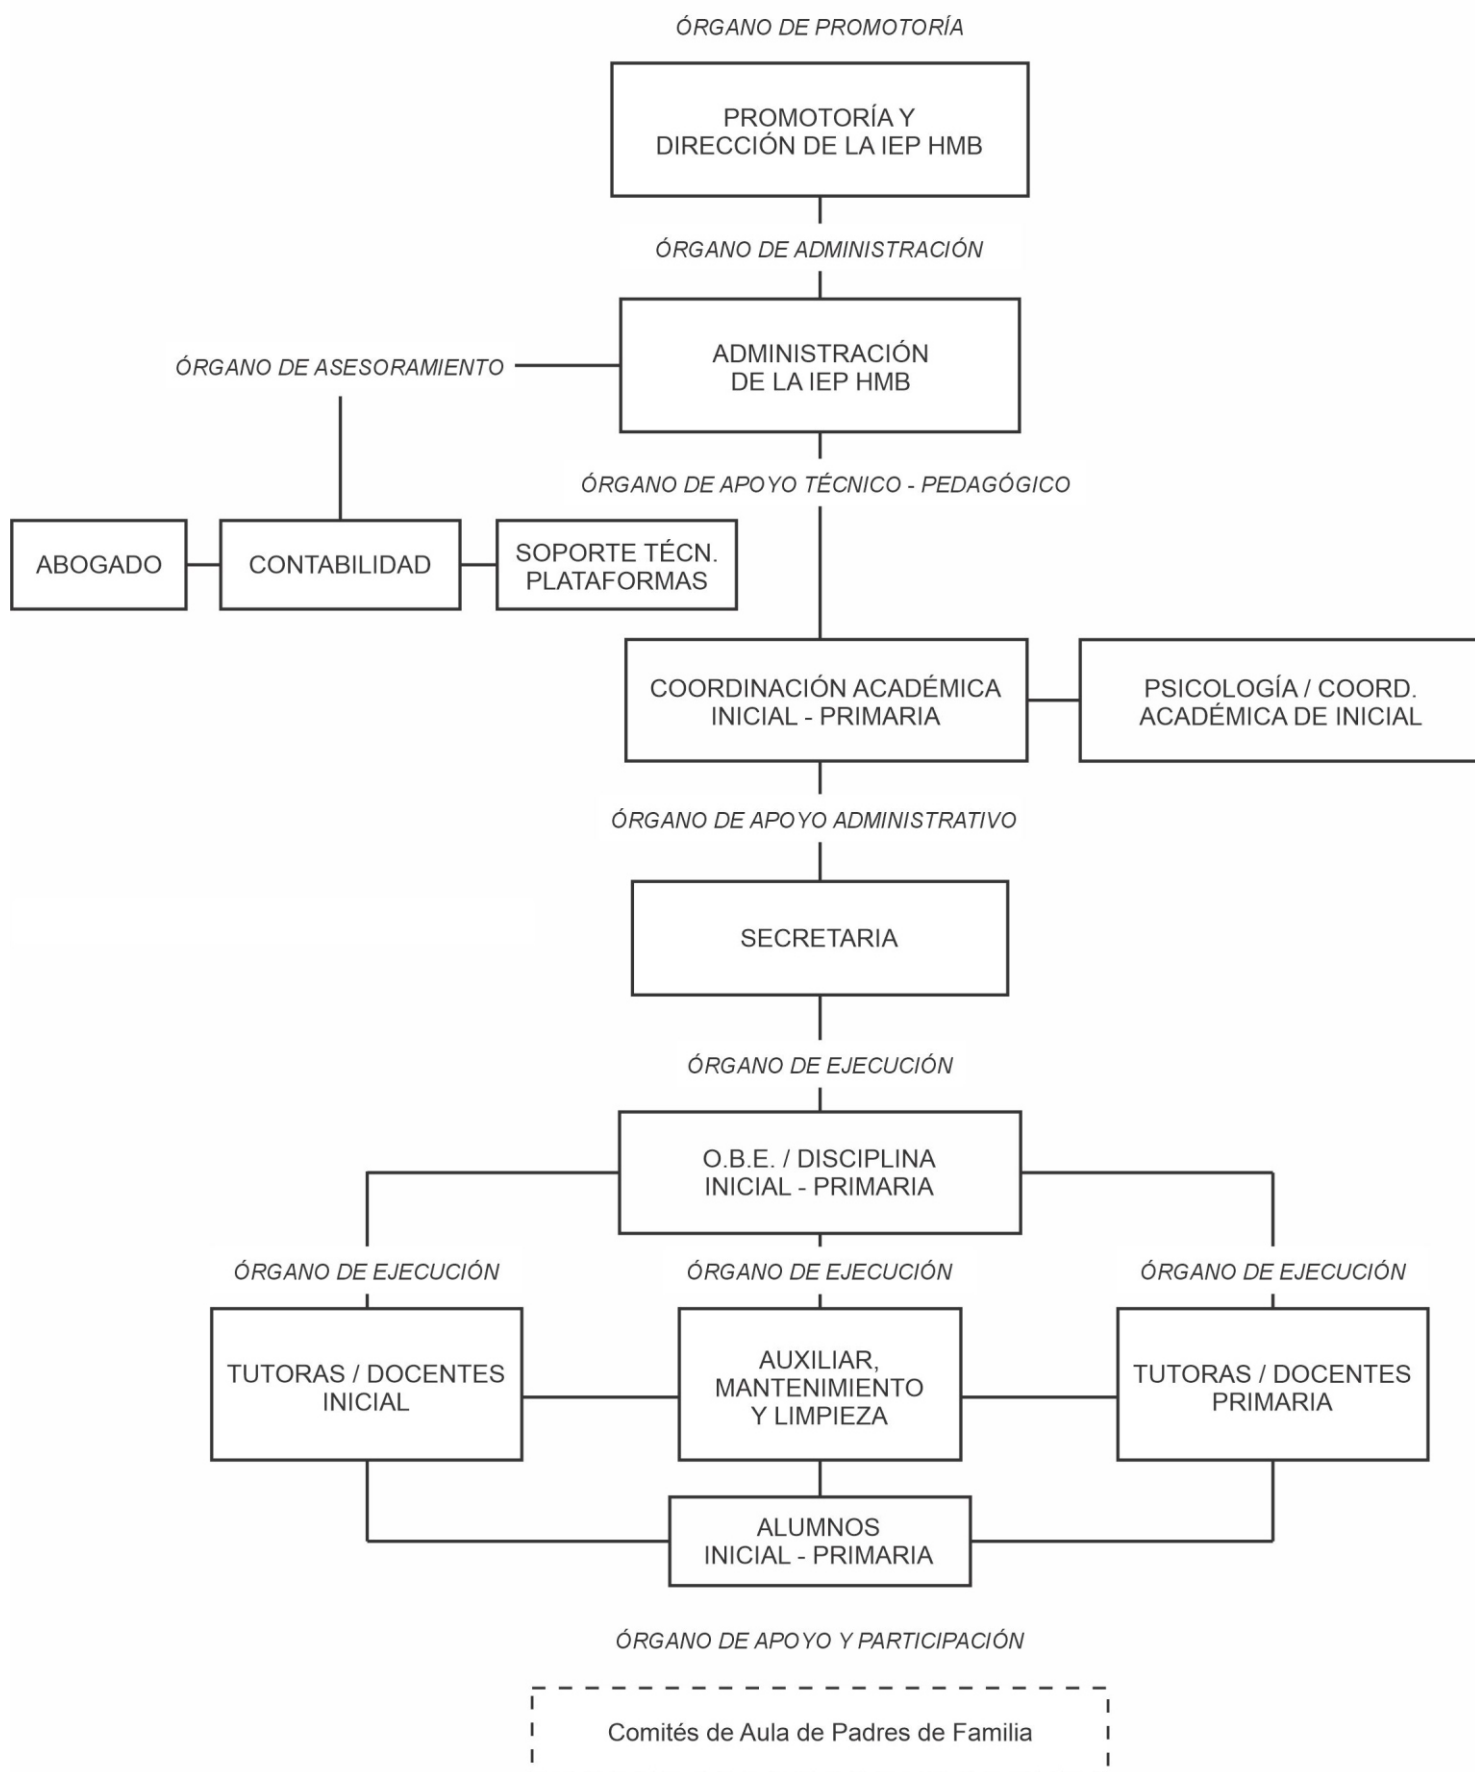 ÓRGANO DE PROMOTORÍA
PROMOTORÍA Y
DIRECCIÓN DE LA IEP HMB
ÓRGANO DE ADMINISTRACIÓN
ADMINISTRACIÓN
DE LA IEP HMB
ÓRGANO DE ASESORAMIENTO
ÓRGANO DE APOYO TÉCNICO - PEDAGÓGICO
ABOGADO
CONTABILIDAD
SOPORTE TÉCN.
PLATAFORMAS
COORDINACIÓN ACADÉMICA
INICIAL - PRIMARIA
PSICOLOGÍA / COORD.
ACADÉMICA DE INICIAL
ÓRGANO DE APOYO ADMINISTRATIVO
SECRETARIA
ÓRGANO DE EJECUCIÓN
O.B.E. / DISCIPLINA
INICIAL - PRIMARIA
ÓRGANO DE EJECUCIÓN
ÓRGANO DE EJECUCIÓN
ÓRGANO DE EJECUCIÓN
TUTORAS / DOCENTES
INICIAL
AUXILIAR,
MANTENIMIENTO
Y LIMPIEZA
TUTORAS / DOCENTES
PRIMARIA
ALUMNOS
INICIAL - PRIMARIA
ÓRGANO DE APOYO Y PARTICIPACIÓN
Comités de Aula de Padres de Familia